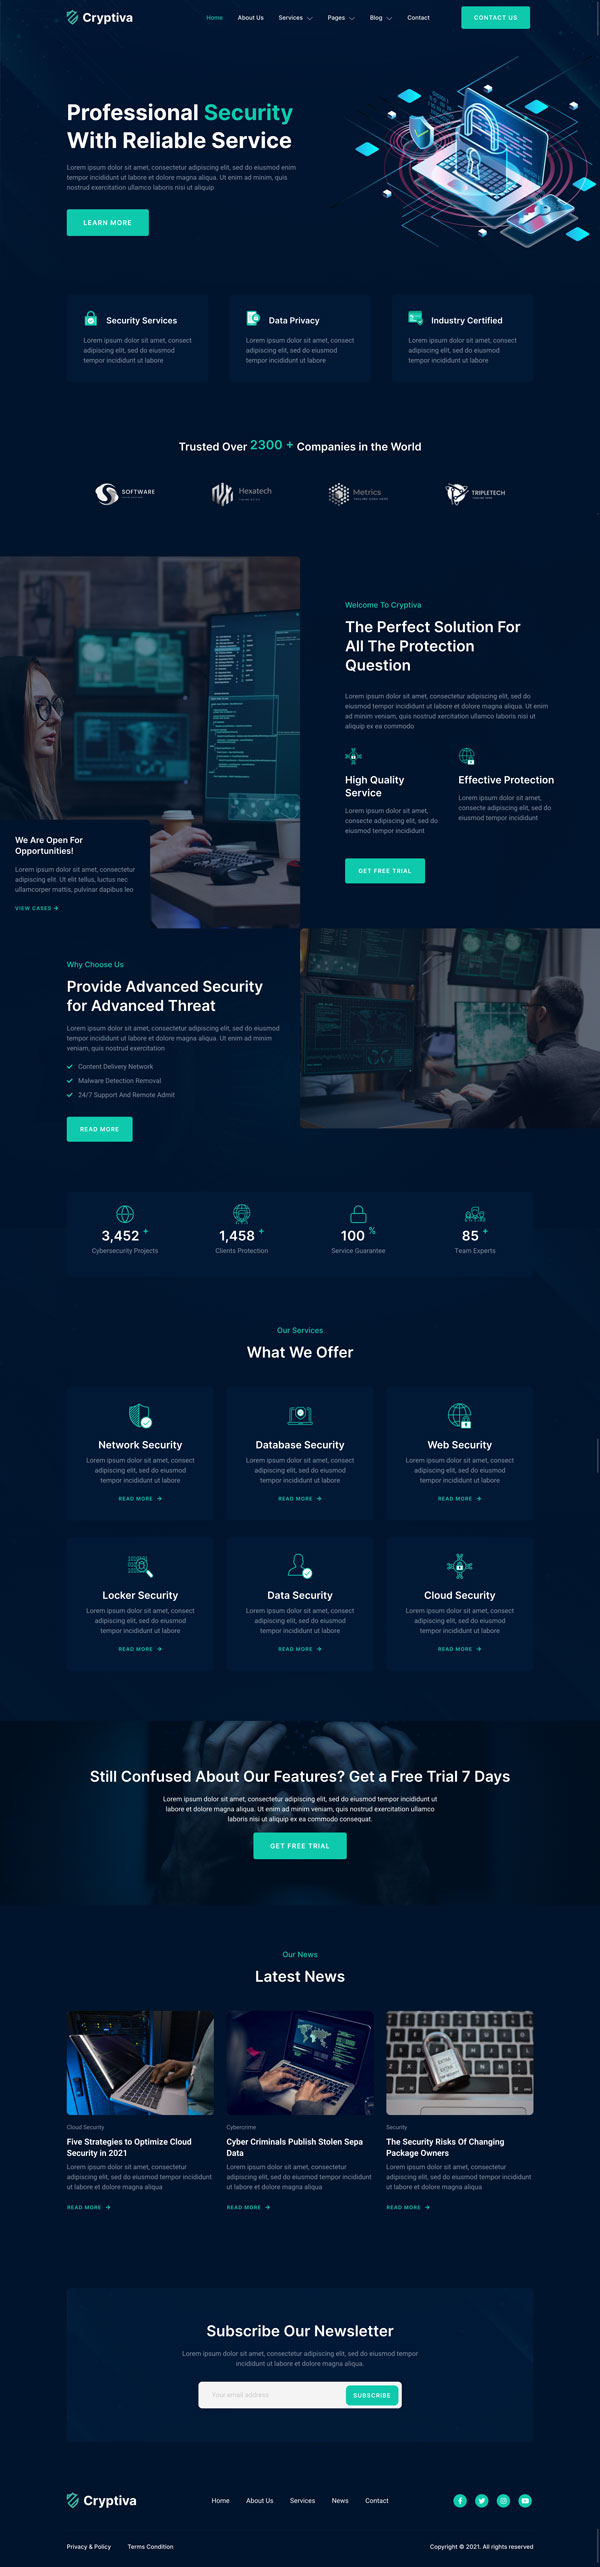 Cryptiva
Home
About Us
Services
Pages
Blog
Contact
CONTACT US
Professional Security
With Reliable Service
Lorem ipsum dolor sit amet, consectetur adipiscing elit, sed do eiusmod enim
tempor incididunt ut labore et dolore magna aliqua. Ut enim ad minim, quis
nostrud exercitation ullamco laboris nisi ut aliquip
LEARN MORE
Security Services
Lorem ipsum dolor sit amet, consect
adipiscing elit, sed do eiusmod
tempor incididunt ut labore
Data Privacy
Lorem ipsum dolor sit amet, consect
adipiscing elit, sed do eiusmod
tempor incididunt ut labore
Industry Certified
Lorem ipsum dolor sit amet, consect
adipiscing elit, sed do eiusmod
tempor incididunt ut labore
Trusted Over 2300 + Companies in the World
SOFTWARE
Hexatech
Metrics
TRIPLETECH
Welcome To Cryptiva
The Perfect Solution For
All The Protection
Question
Lorem ipsum dolor sit amet, consectetur adipiscing elit, sed do
eiusmod tempor incididunt ut labore et dolore magna aliqua. Ut enim
ad minim veniam, quis nostrud xercitation ullamco laboris nisi ut
aliquip ex ea commodo
High Quality
Service
Lorem ipsum dolor sit amet,
consecte adipiscing elit, sed do
eiusmod tempor incididunt
Effective Protection
Lorem ipsum dolor sit amet,
consecte adipiscing elit, sed do
eiusmod tempor incididunt
GET FREE TRIAL
We Are Open For
Opportunities!
Lorem ipsum dolor sit amet, consectetur
adipiscing elit. Ut elit tellus, luctus nec
ullamcorper mattis, pulvinar dapibus leo
VIEW CASES
Why Choose Us
Provide Advanced Security
for Advanced Threat
Lorem ipsum dolor sit amet, consectetur adipiscing elit, sed do eiusmod
tempor incididunt ut labore et dolore magna aliqua. Ut enim ad minim
veniam, quis nostrud exercitation
Content Delivery Network
Malware Detection Removal
24/7 Support And Remote Admit
READ MORE
3,452 +
Cybersecurity Projects
1,458 +
Clients Protection
100 %
Service Guarantee
85 +
Team Experts
Our Services
What We Offer
Network Security
Lorem ipsum dolor sit amet, consect
adipiscing elit, sed do eiusmod
tempor incididunt ut labore
READ MORE
Database Security
Lorem ipsum dolor sit amet, consect
adipiscing elit, sed do eiusmod
tempor incididunt ut labore
READ MORE
Web Security
Lorem ipsum dolor sit amet, consect
adipiscing elit, sed do eiusmod
tempor incididunt ut labore
READ MORE
Locker Security
Lorem ipsum dolor sit amet, consect
adipiscing elit, sed do eiusmod
tempor incididunt ut labore
READ MORE
Data Security
Lorem ipsum dolor sit amet, consect
adipiscing elit, sed do eiusmod
tempor incididunt ut labore
READ MORE
Cloud Security
Lorem ipsum dolor sit amet, consect
adipiscing elit, sed do eiusmod
tempor incididunt ut labore
READ MORE
Still Confused About Our Features? Get a Free Trial 7 Days
Lorem ipsum dolor sit amet, consectetur adipiscing elit, sed do eiusmod tempor incididunt ut
labore et dolore magna aliqua. Ut enim ad minim veniam, quis nostrud exercitation ullamco
laboris nisi ut aliquip ex ea commodo consequat.
GET FREE TRIAL
Our News
Latest News
Cloud Security
Five Strategies to Optimize Cloud
Security in 2021
Lorem ipsum dolor sit amet, consectetur
adipiscing elit, sed do eiusmod tempor incididunt
ut labore et dolore magna aliqua
READ MORE
Cybercrime
Cyber Criminals Publish Stolen Sepa
Data
Lorem ipsum dolor sit amet, consectetur
adipiscing elit, sed do eiusmod tempor incididunt
ut labore et dolore magna aliqua
READ MORE
Security
The Security Risks Of Changing
Package Owners
Lorem ipsum dolor sit amet, consectetur
adipiscing elit, sed do eiusmod tempor incididunt
ut labore et dolore magna aliqua
READ MORE
Subscribe Our Newsletter
Lorem ipsum dolor sit amet, consectetur adipiscing elit, sed do eiusmod tempor
incididunt ut labore et dolore magna aliqua.
Your email address
SUBSCRIBE
Cryptiva
Home
About Us
Services
News
Contact
Privacy & Policy
Terms Condition
Copyright © 2021. All rights reserved